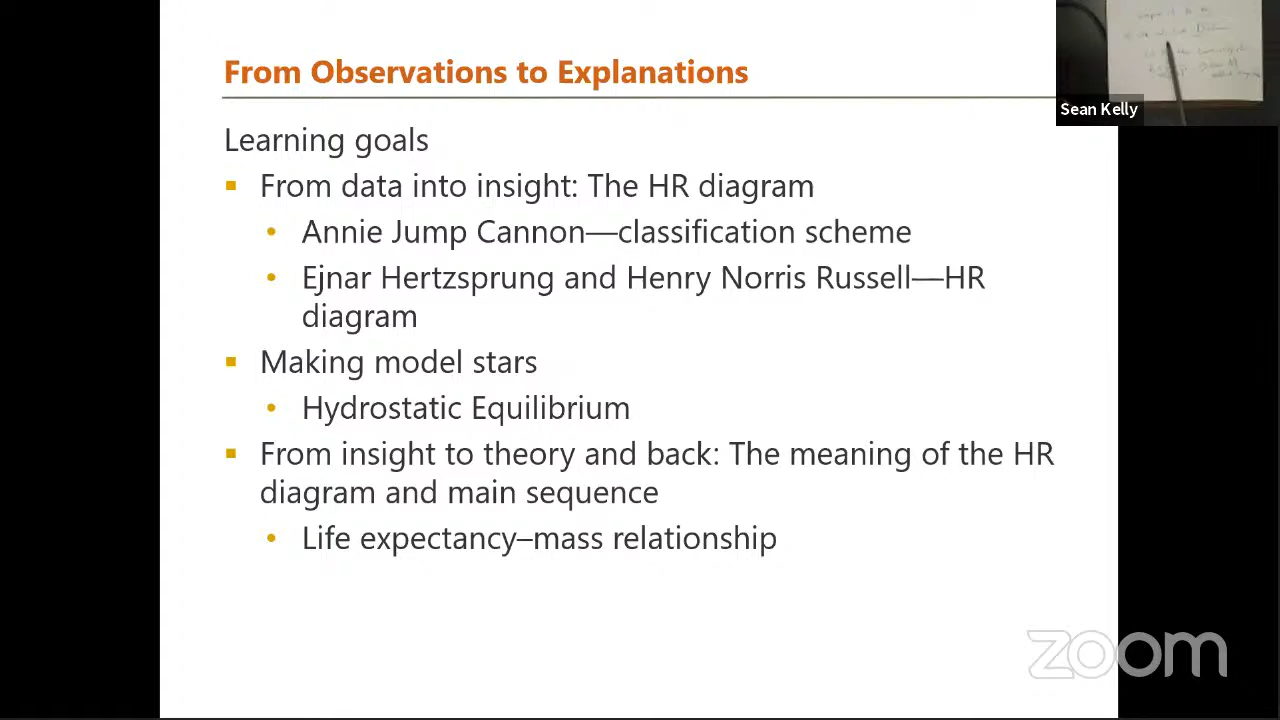 From Observations to Explanations
Sean Kelly
Learning goals
From data into insight: The HR diagram
Annie Jump Cannon—classification scheme
Ejnar Hertzsprung and Henry Norris Russell—HR
diagram
Making model stars
Hydrostatic Equilibrium
From insight to theory and back: The meaning of the HR
diagram and main sequence
Life expectancy–mass relationship
zoom